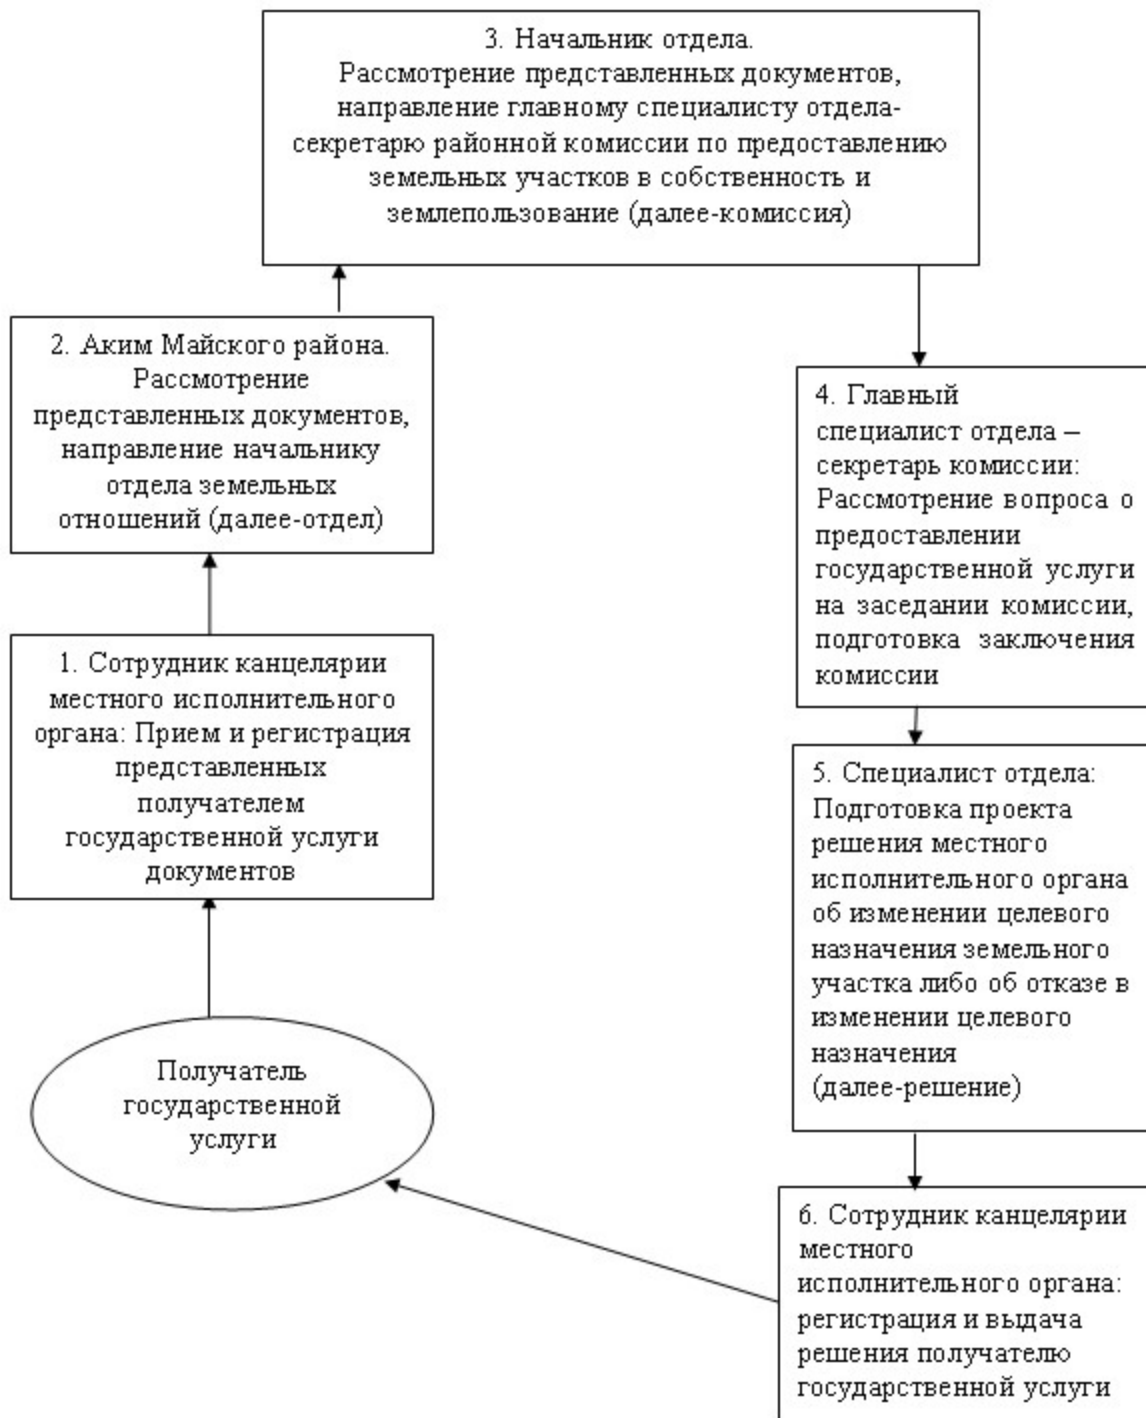 3. Начальник отдела.
Рассмотрение представленных документов,
направление главному специалисту отдела-
секретарю районной комиссии по предоставлению
земельных участков в собственность и
землепользование (далее-комиссия)
2. Аким Майского района.
Рассмотрение
представленных документов,
направление начальнику
отдела земельных
отношений (далее-отдел)
4. Главный
специалист отдела –
секретарь комиссии:
Рассмотрение вопроса о
предоставлении
государственной услуги
на заседании комиссии,
подготовка заключения
комиссии
1. Сотрудник канцелярии
местного исполнительного
органа: Прием и регистрация
представленных
получателем
государственной услуги
документов
5. Специалист отдела:
Подготовка проекта
решения местного
исполнительного органа
об изменении целевого
назначения земельного
участка либо об отказе в
изменении целевого
назначения
(далее-решение)
Получатель
государственной
услуги
6. Сотрудник канцелярии
местного
исполнительного органа:
регистрация и выдача
решения получателю
государственной услуги